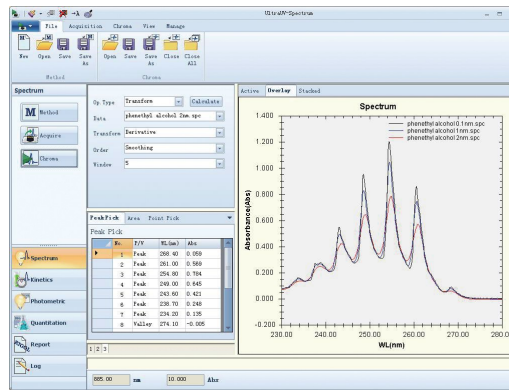 UltraUV-Spectrum
File Acquisition Chroma View Manage
New Open Save Save As Open Save Save As Close Close All
Method Chroma
Spectrum
Method
Acquire
Chroma
Spectrum
Kinetics
Photometric
Quantitation
Report
Log
Op.Type Transform Calculate
Data phenethyl alcohol 2nm.spc
Transform Derivative
Order Smoothing
Window 5
PeakPick Area Point Pick
Peak Pick
No. P/V WL(nm) Abs
1 Peak 268.40 0.059
2 Peak 261.00 0.569
3 Peak 254.80 0.784
4 Peak 249.00 0.645
5 Peak 243.60 0.421
6 Peak 238.70 0.248
7 Peak 234.20 0.135
8 Valley 274.10 -0.005
1 2 3
Active Overlay Stacked
Spectrum
phenethyl alcohol 0.1nm.spc
phenethyl alcohol 1nm.spc
phenethyl alcohol 2nm.spc
Absorbance(Abs)
1.400
1.200
1.000
0.800
0.600
0.400
0.200
0.000
-0.200
230.00 240.00 250.00 260.00 270.00 280.0
WL(nm)
665.00 nm 10.000 Abs